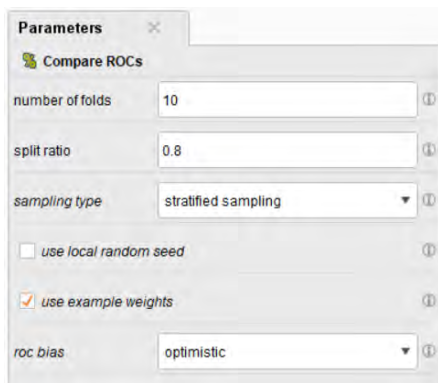 Parameters
Compare ROCs
number of folds 10
split ratio 0.8
sampling type stratified sampling
use local random seed
use example weights
roc bias optimistic